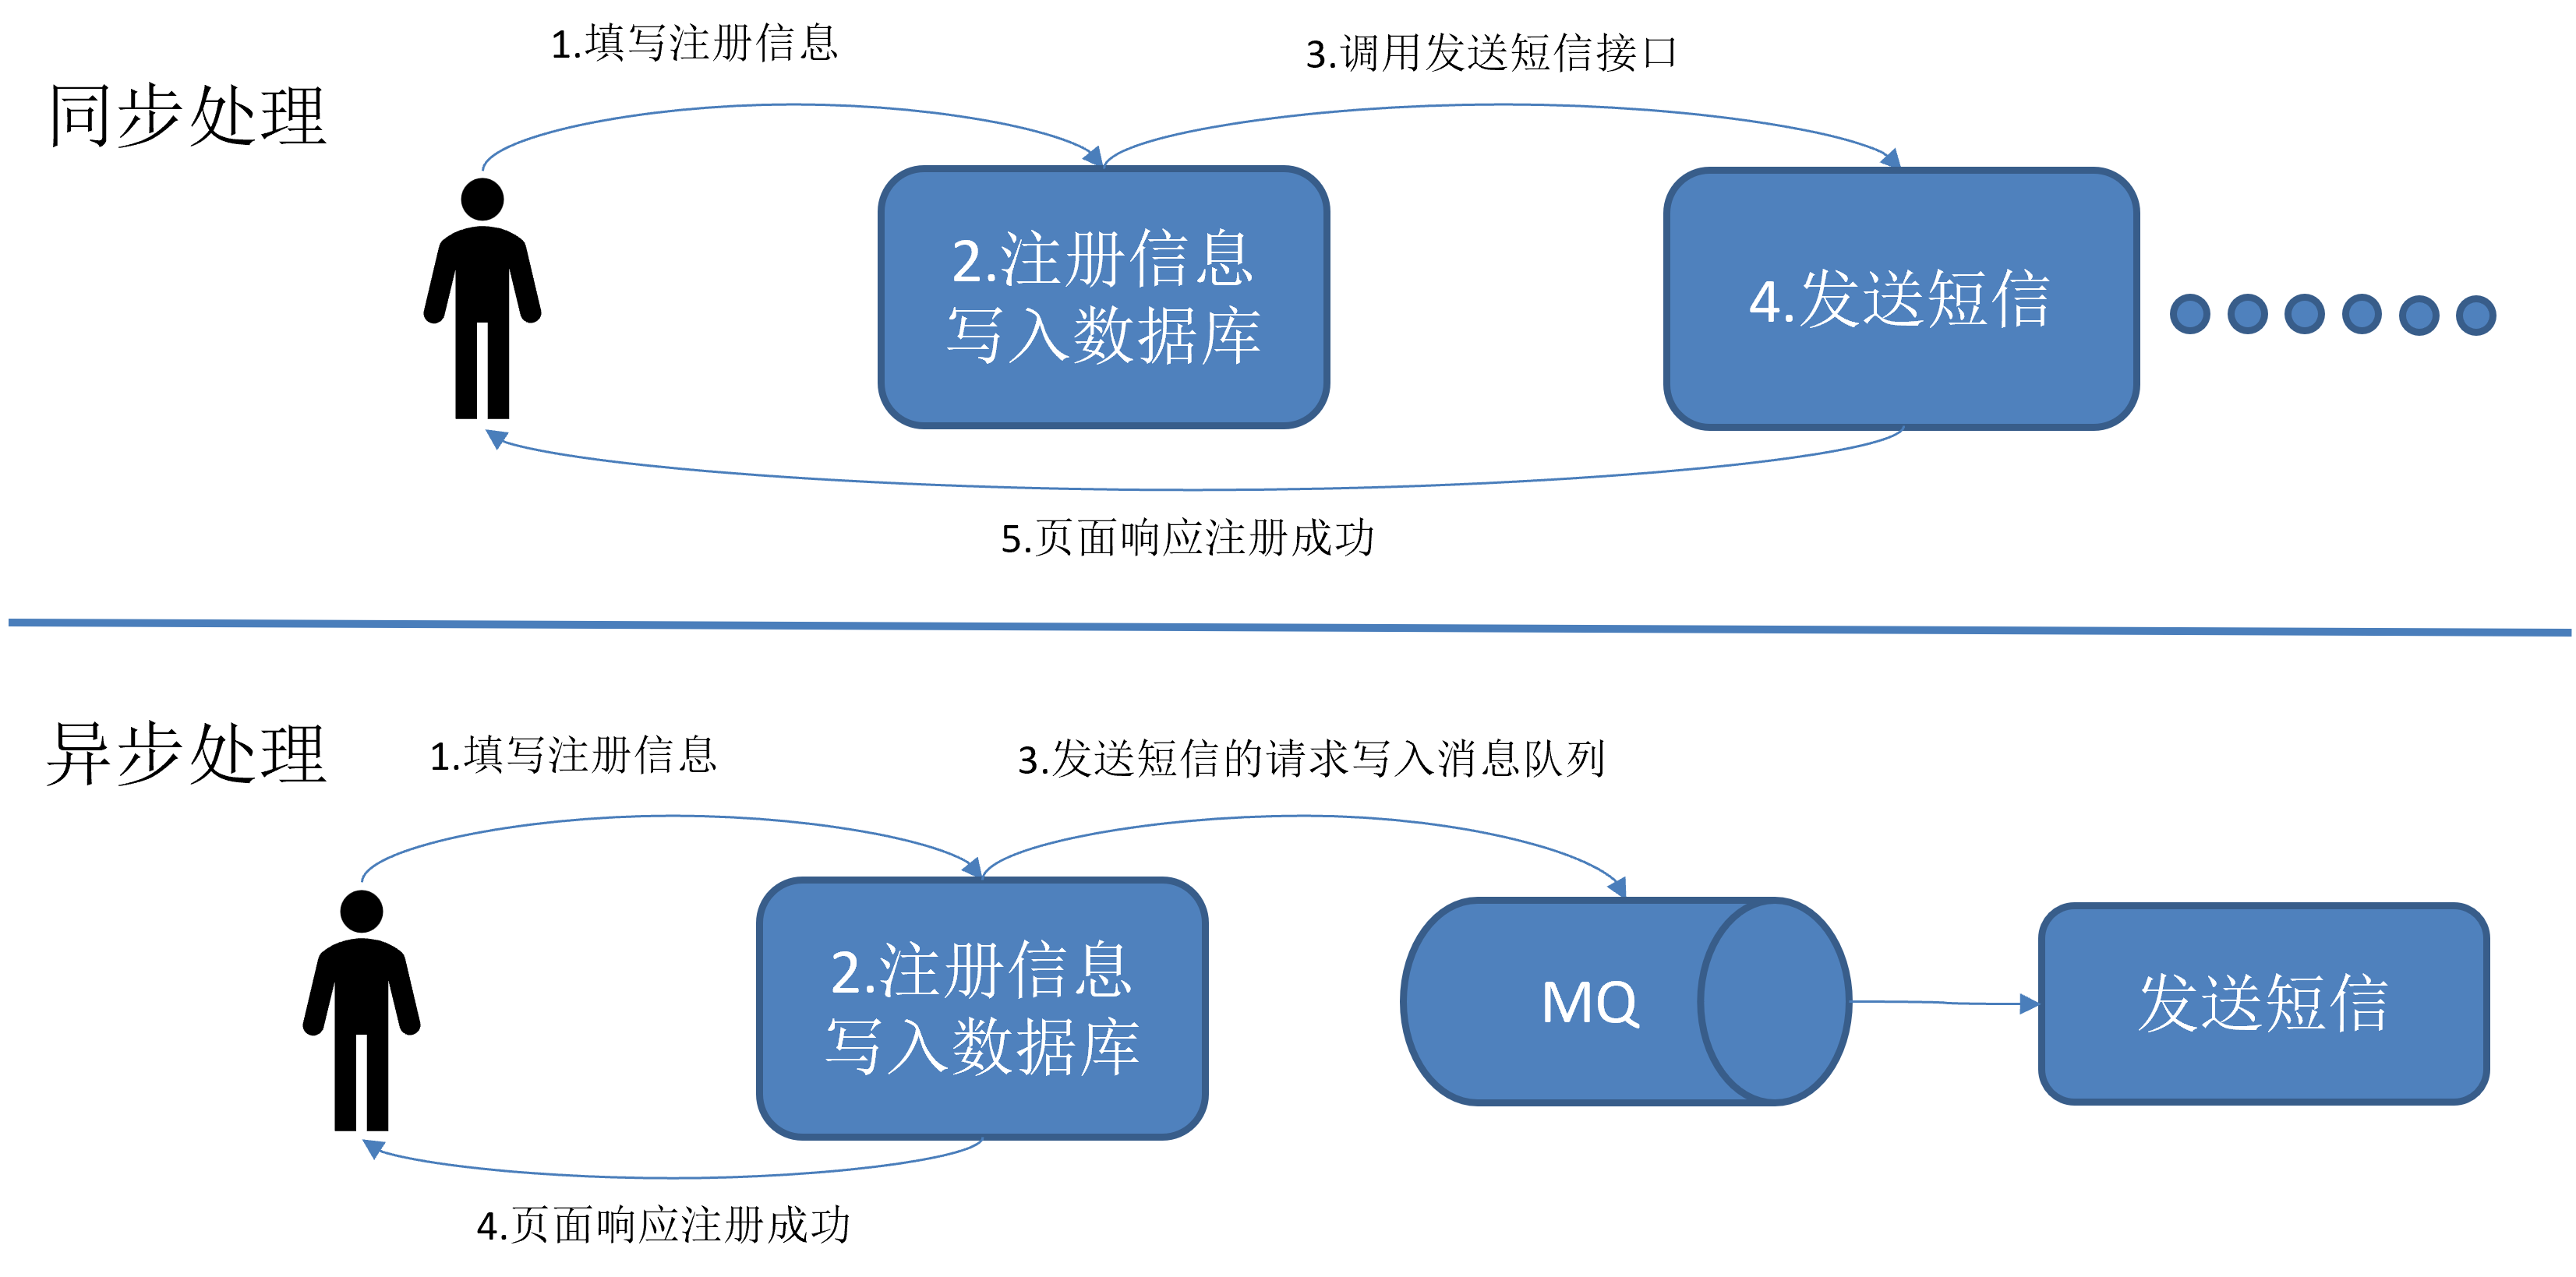 同步处理
1.填写注册信息
3.调用发送短信接口
2.注册信息
写入数据库
4.发送短信
5.页面响应注册成功
异步处理
1.填写注册信息
3.发送短信的请求写入消息队列
2.注册信息
写入数据库
MQ
发送短信
4.页面响应注册成功